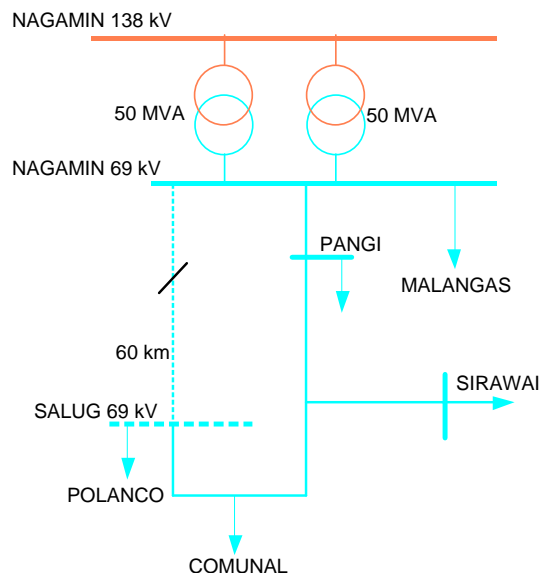 NAGAMIN 138 kV
50 MVA
50 MVA
NAGAMIN 69 kV
PANGI
MALANGAS
60 km
SIRAWAI
SALUG 69 kV
POLANCO
COMUNAL